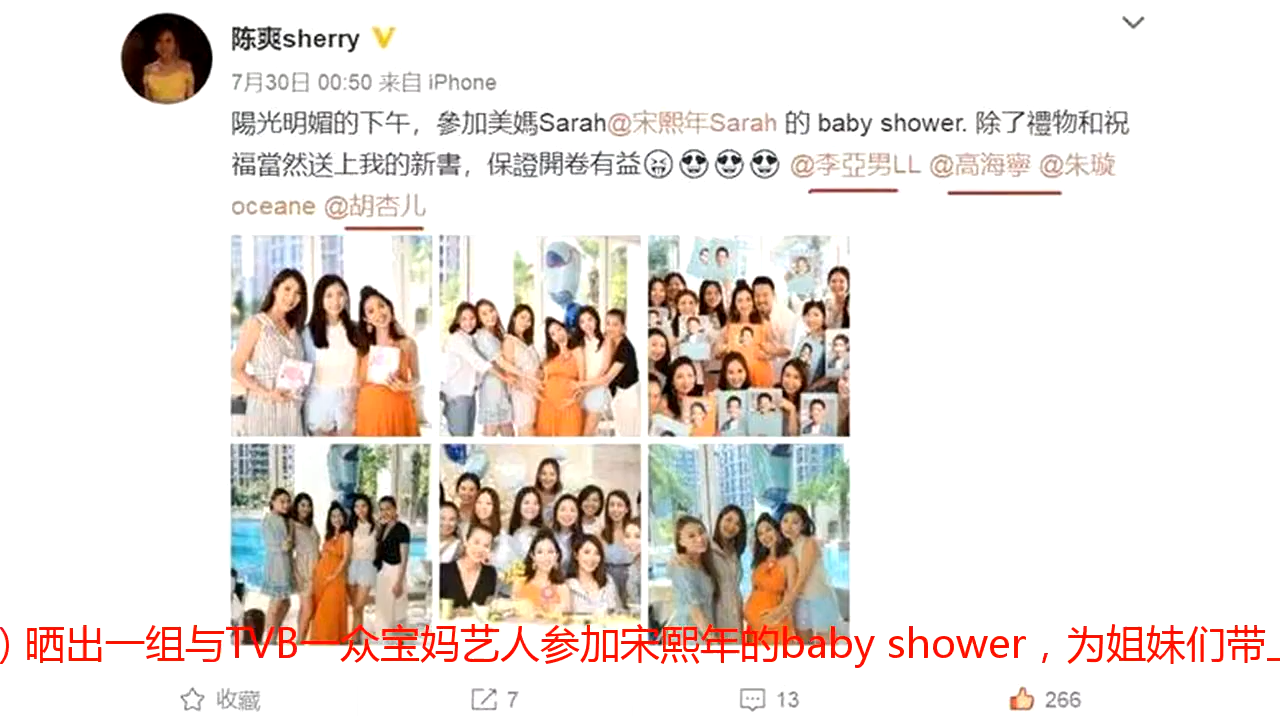 陈爽sherry
7月30日 00:50 来自 iPhone
陽光明媚的下午，參加美媽Sarah@宋熙年Sarah 的 baby shower. 除了禮物和祝
福當然送上我的新書，保證開卷有益😝😍😍😍 @李亞男LL @高海寧 @朱璇
oceane @胡杏儿
) 晒出一组与TVB一众宝妈艺人参加宋熙年的baby shower，为姐妹们带上
收藏
7
13
266